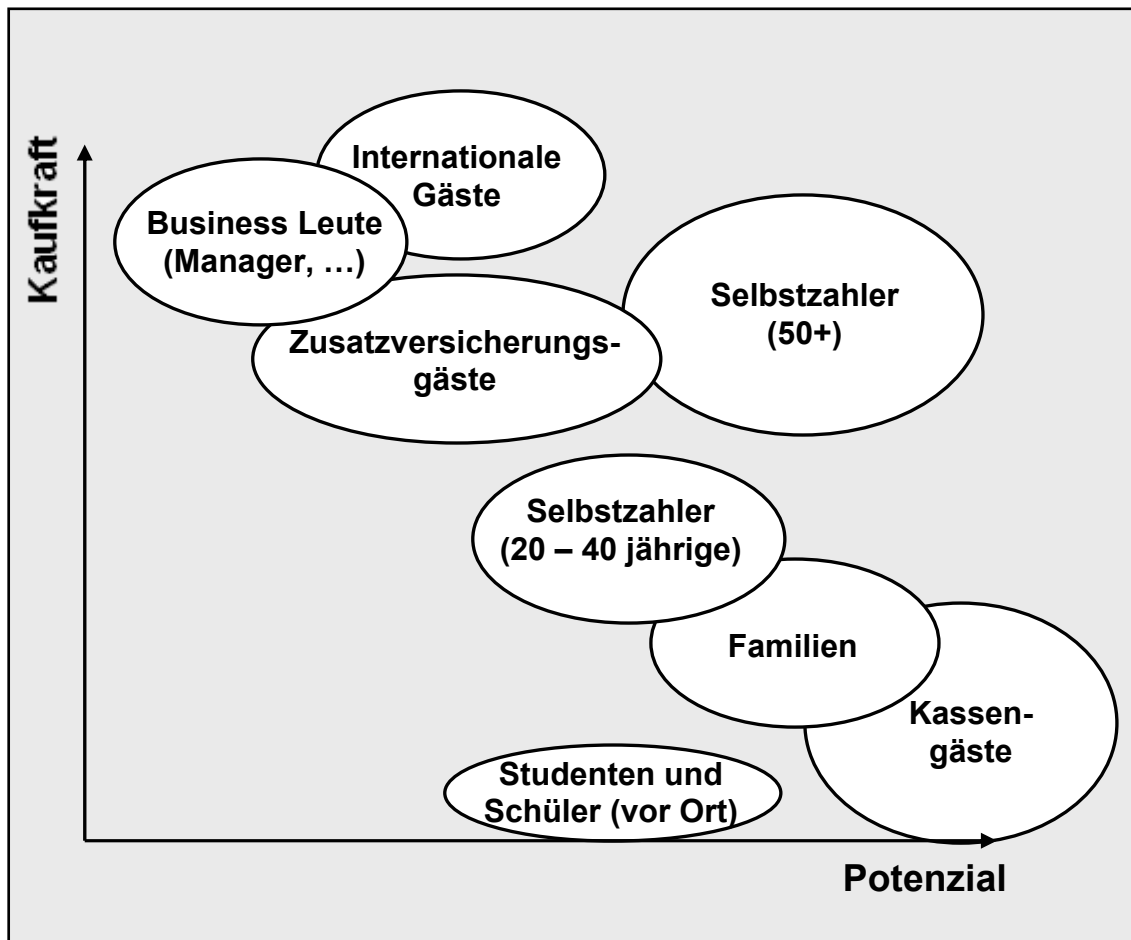 Kaufkraft
Internationale
Gäste
Business Leute
(Manager, …)
Selbstzahler
(50+)
Zusatzversicherungs-
gäste
Selbstzahler
(20 – 40 jährige)
Familien
Kassen-
gäste
Studenten und
Schüler (vor Ort)
Potenzial